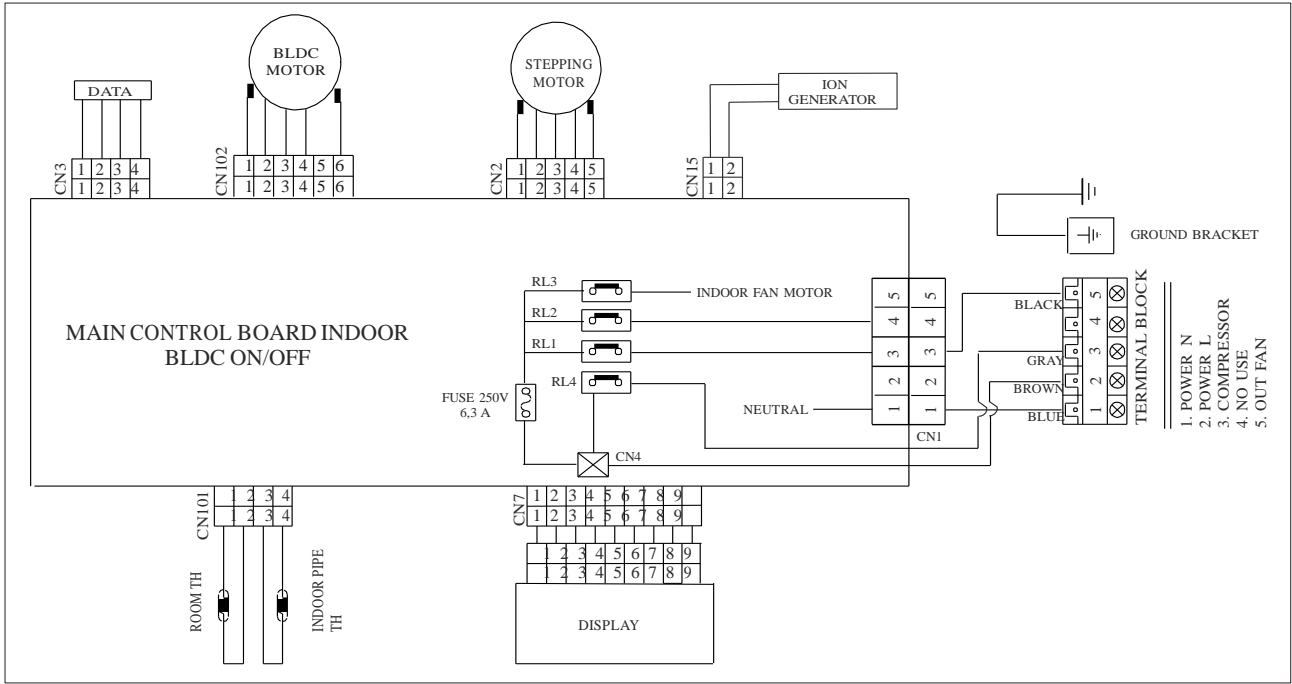 BLDC
MOTOR
STEPPING
MOTOR
ION
GENERATOR
DATA
CN3
1 2 3 4
1 2 3 4
CN102
1 2 3 4 5 6
1 2 3 4 5 6
CN2
1 2 3 4 5
1 2 3 4 5
CN15
1 2
1 2
GROUND BRACKET
MAIN CONTROL BOARD INDOOR
BLDC ON/OFF
RL3
INDOOR FAN MOTOR
RL2
RL1
RL4
FUSE 250V
6,3 A
NEUTRAL
CN4
5 5
4 4
3 3
2 2
1 1
CN1
BLACK
GRAY
BROWN
BLUE
5
4
3
2
1
TERMINAL BLOCK
1. POWER N
2. POWER L
3. COMPRESSOR
4. NO USE
5. OUT FAN
CN101
1 2 3 4
1 2 3 4
ROOM TH
INDOOR PIPE
TH
CN7
1 2 3 4 5 6 7 8 9
1 2 3 4 5 6 7 8 9
1 2 3 4 5 6 7 8 9
1 2 3 4 5 6 7 8 9
DISPLAY